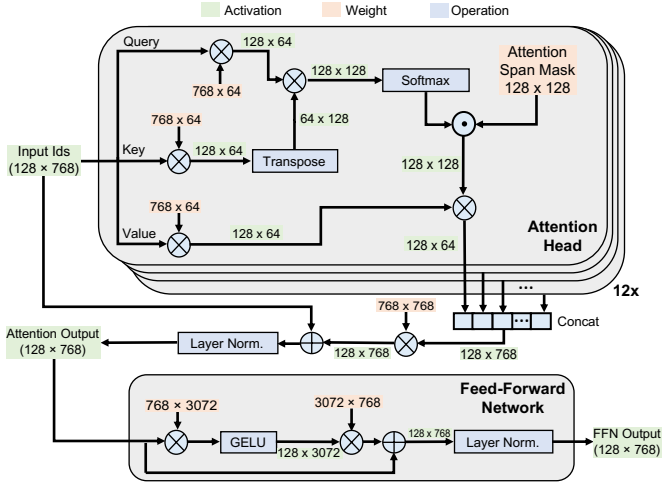 Activation Weight Operation
Query
128 x 64
768 x 64
128 x 128
Softmax
Attention
Span Mask
128 x 128
64 x 128
768 x 64
Input Ids
(128 × 768)
Key
128 x 64
Transpose
128 x 128
768 x 64
Value
128 x 64
128 x 64
Attention
Head
...
12x
768 x 768
...
Concat
Attention Output
(128 × 768)
Layer Norm.
128 x 768
128 x 768
Feed-Forward
Network
768 × 3072
3072 × 768
GELU
128 x 3072
128 x 768
Layer Norm.
FFN Output
(128 × 768)